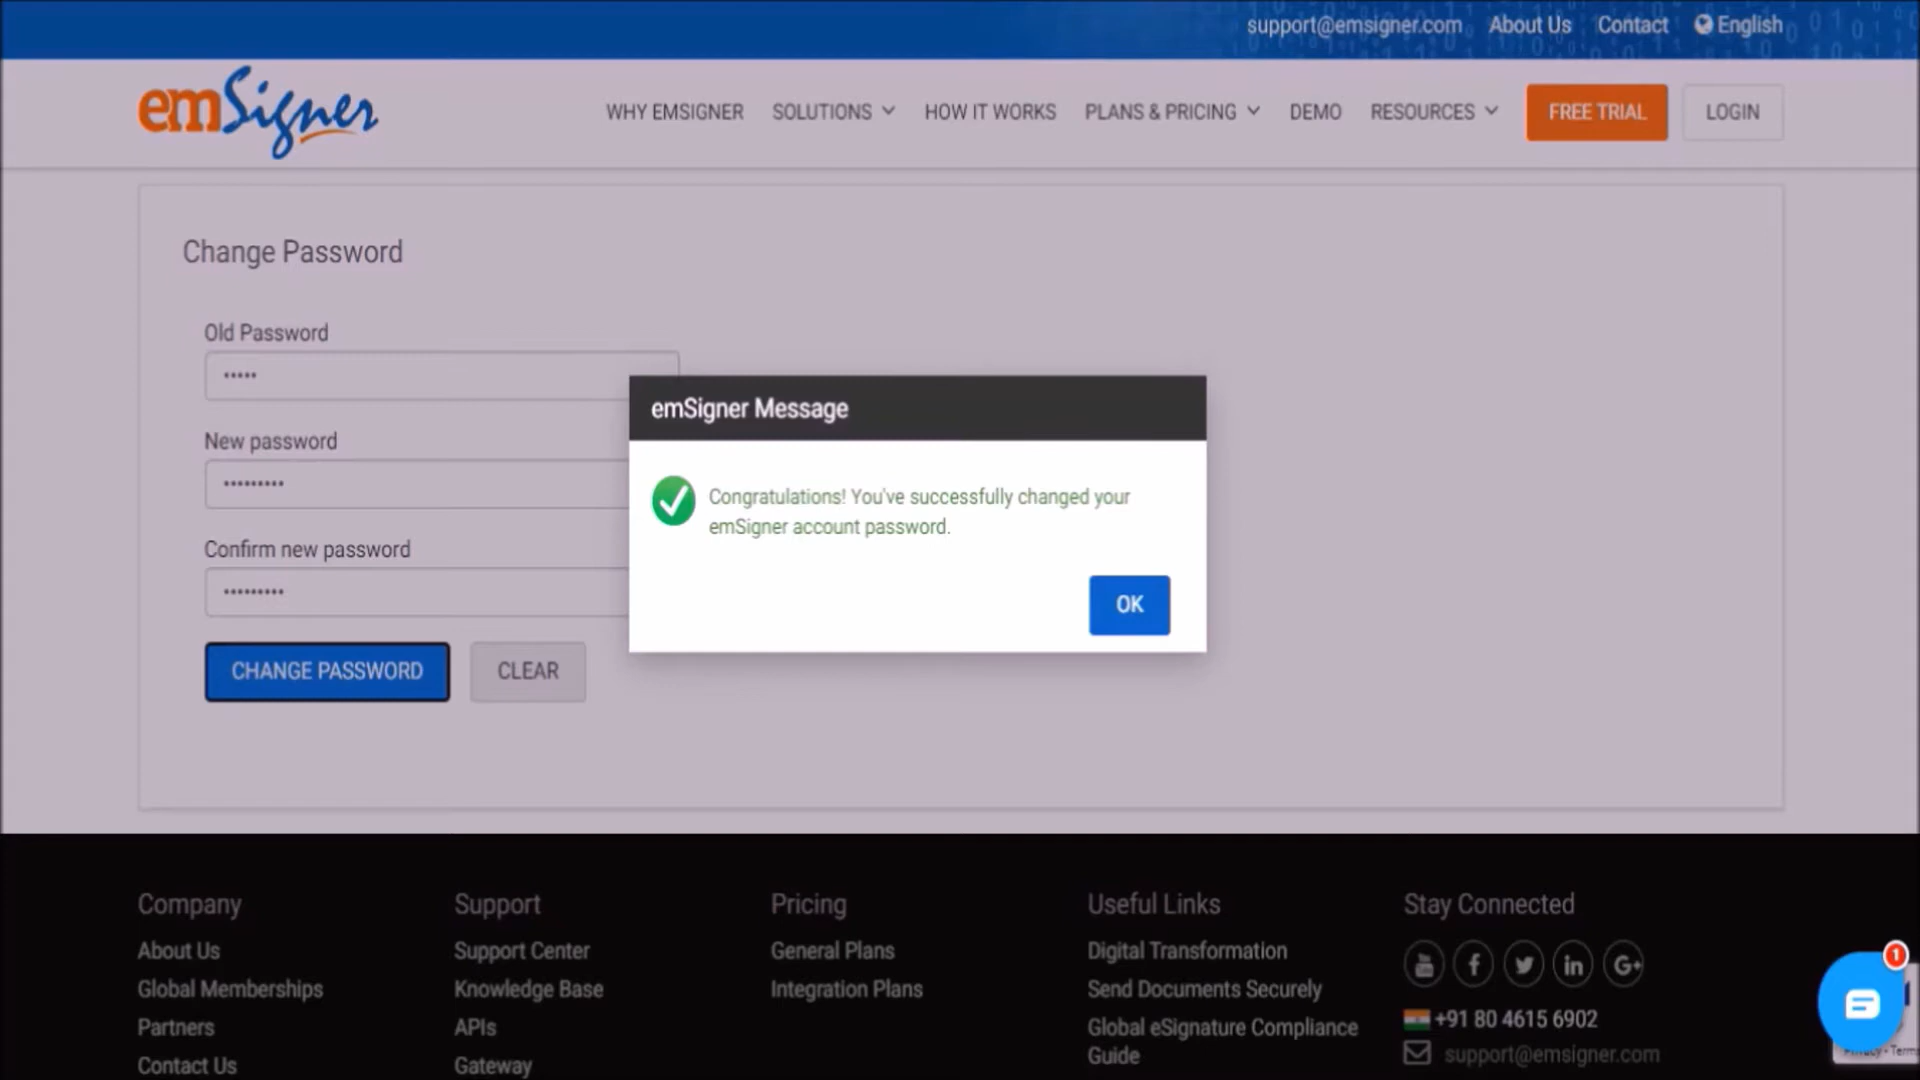 support@emsigner.com About Us Contact English
emSigner WHY EMSIGNER SOLUTIONS HOW IT WORKS PLANS & PRICING DEMO RESOURCES FREE TRIAL LOGIN
Change Password
Old Password
•••••
New password
•••••••••
Confirm new password
•••••••••
CHANGE PASSWORD CLEAR
emSigner Message
Congratulations! You've successfully changed your
emSigner account password.
OK
Company
About Us
Global Memberships
Partners
Contact Us
Support
Support Center
Knowledge Base
APIs
Gateway
Pricing
General Plans
Integration Plans
Useful Links
Digital Transformation
Send Documents Securely
Global eSignature Compliance
Guide
Stay Connected
+91 80 4615 6902
support@emsigner.com
1
Privacy - Terms